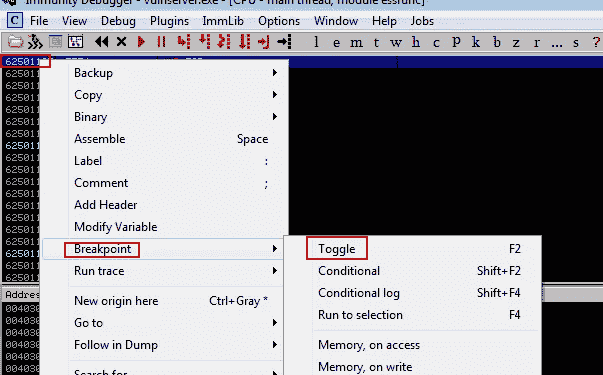 Immunity Debugger - vulnserver.exe - [CPU - main thread, module essfunc]
C File View Debug Plugins ImmLib Options Window Help Jobs
l e m t w h c p k b z r ... s ?
625011
Backup
Copy
Binary
Assemble Space
Label :
Comment ;
Add Header
Modify Variable
Breakpoint
Run trace
New origin here Ctrl+Gray *
Go to
Follow in Dump
Search for
Toggle F2
Conditional Shift+F2
Conditional log Shift+F4
Run to selection F4
Memory, on access
Memory, on write
625011
625011
625011
625011
625011
625011
625011
625011
625011
625011
625011
625011
625011
Addres
004030
004030
004030
004030
004030